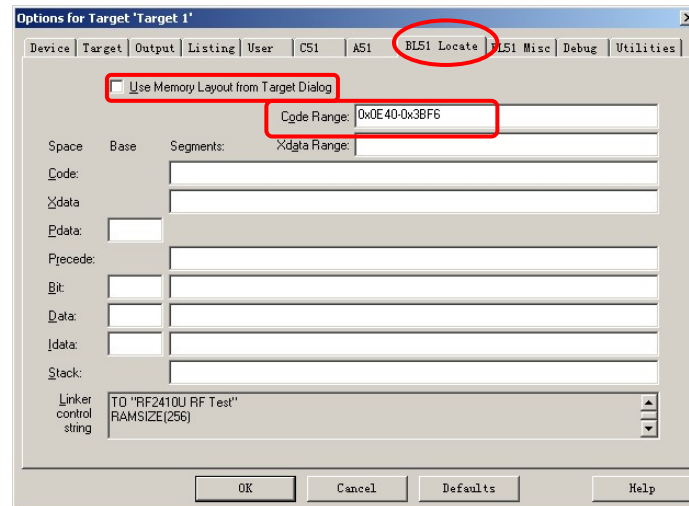 Options for Target 'Target 1'
Device Target Output Listing User C51 A51 BL51 Locate BL51 Misc Debug Utilities
Use Memory Layout from Target Dialog
Code Range: 0x0E40-0x3BF6
Space Base Segments: Xdata Range:
Code:
Xdata
Pdata:
Precede:
Bit:
Data:
Idata:
Stack:
Linker control string
TO "RF2410U RF Test"
RAMSIZE(256)
OK Cancel Defaults Help